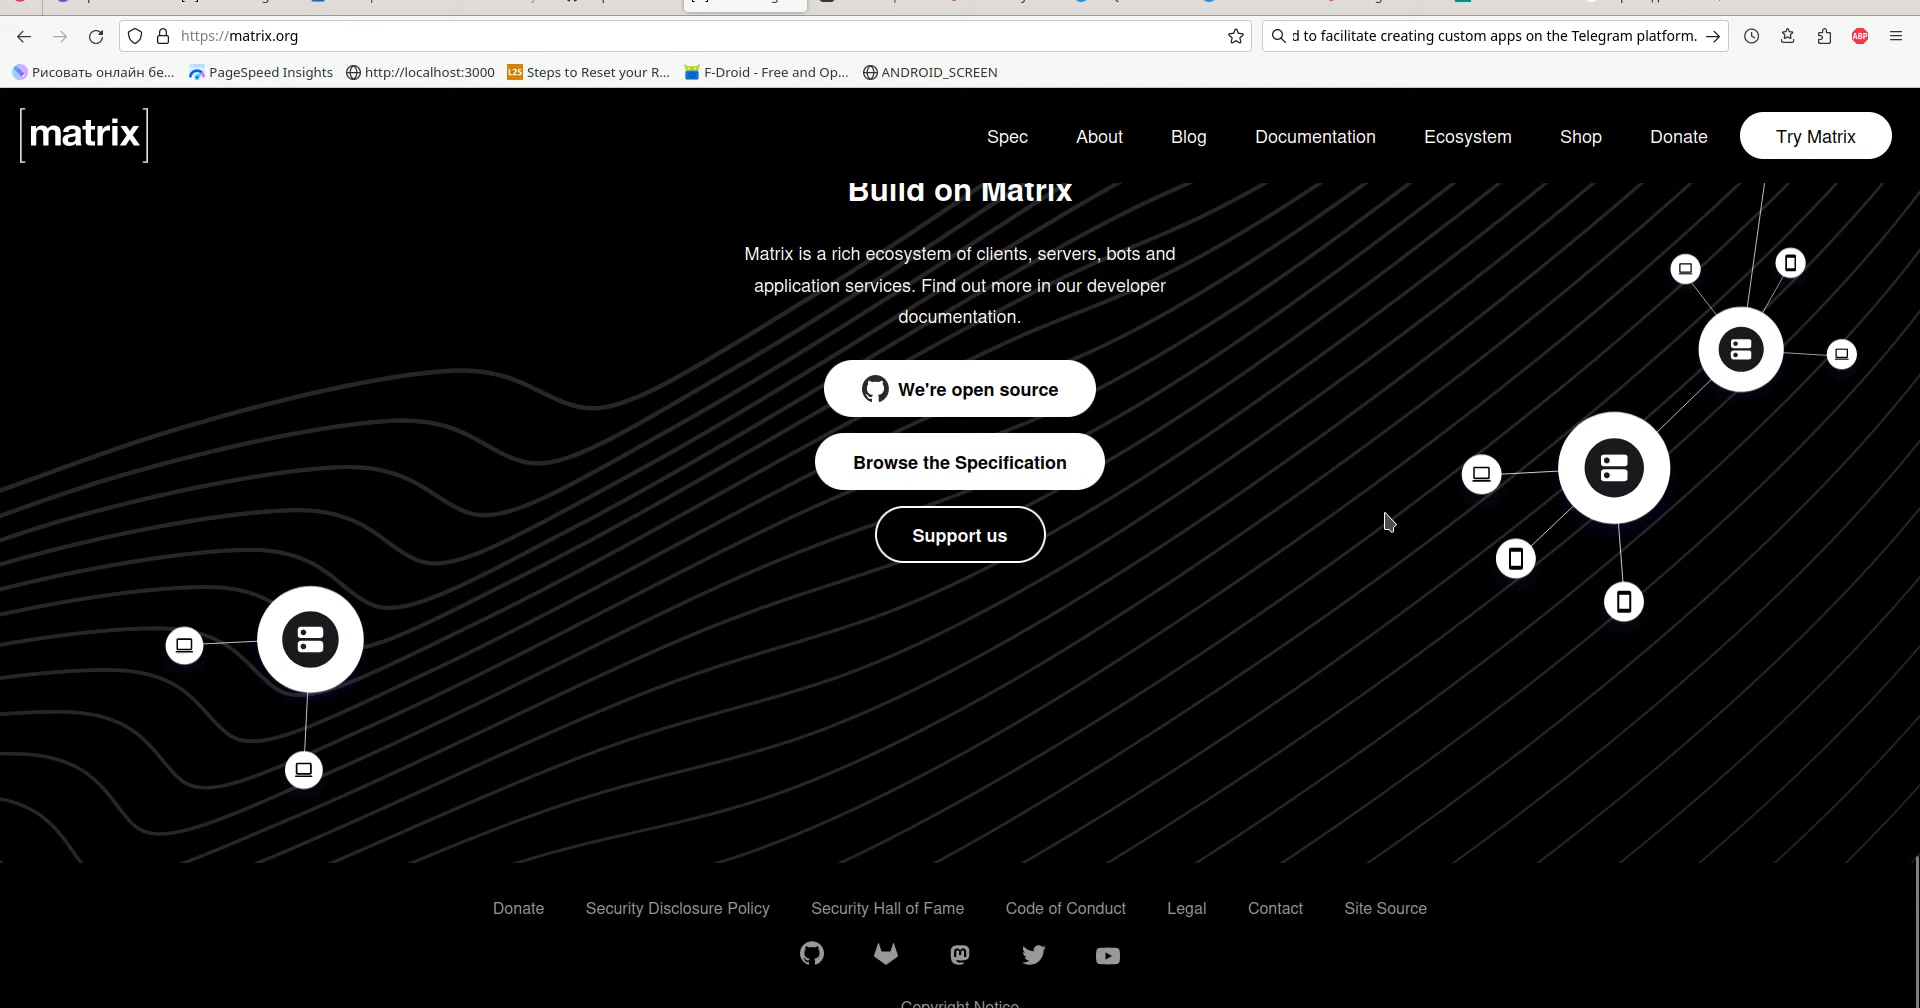 https://matrix.org
d to facilitate creating custom apps on the Telegram platform.
ABP
Рисовать онлайн бе...
PageSpeed Insights
http://localhost:3000
Steps to Reset your R...
F-Droid - Free and Op...
ANDROID_SCREEN
[matrix]
Spec
About
Blog
Documentation
Ecosystem
Shop
Donate
Try Matrix
Build on Matrix
Matrix is a rich ecosystem of clients, servers, bots and
application services. Find out more in our developer
documentation.
We're open source
Browse the Specification
Support us
Donate
Security Disclosure Policy
Security Hall of Fame
Code of Conduct
Legal
Contact
Site Source
Copyright Notice